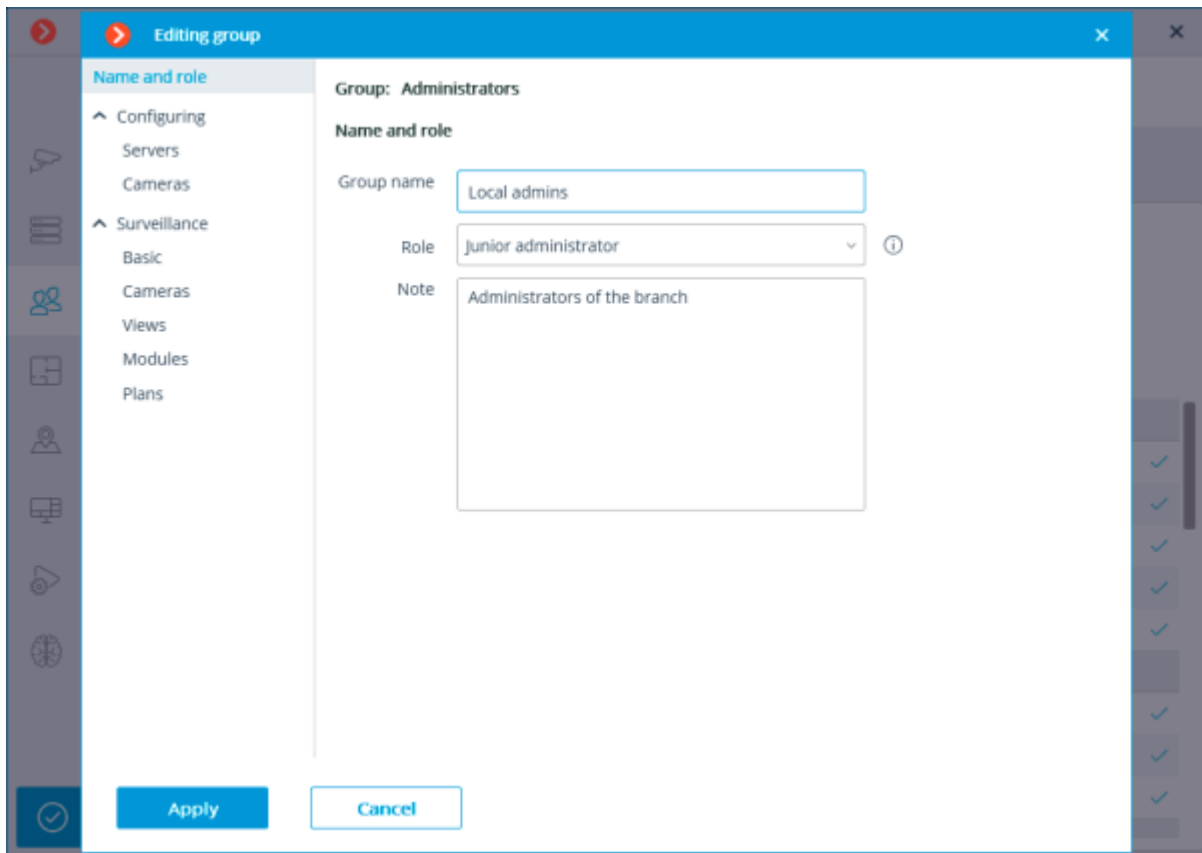 Editing group
Name and role
Configuring
Servers
Cameras
Surveillance
Basic
Cameras
Views
Modules
Plans
Group: Administrators
Name and role
Group name
Local admins
Role
Junior administrator
Note
Administrators of the branch
Apply
Cancel